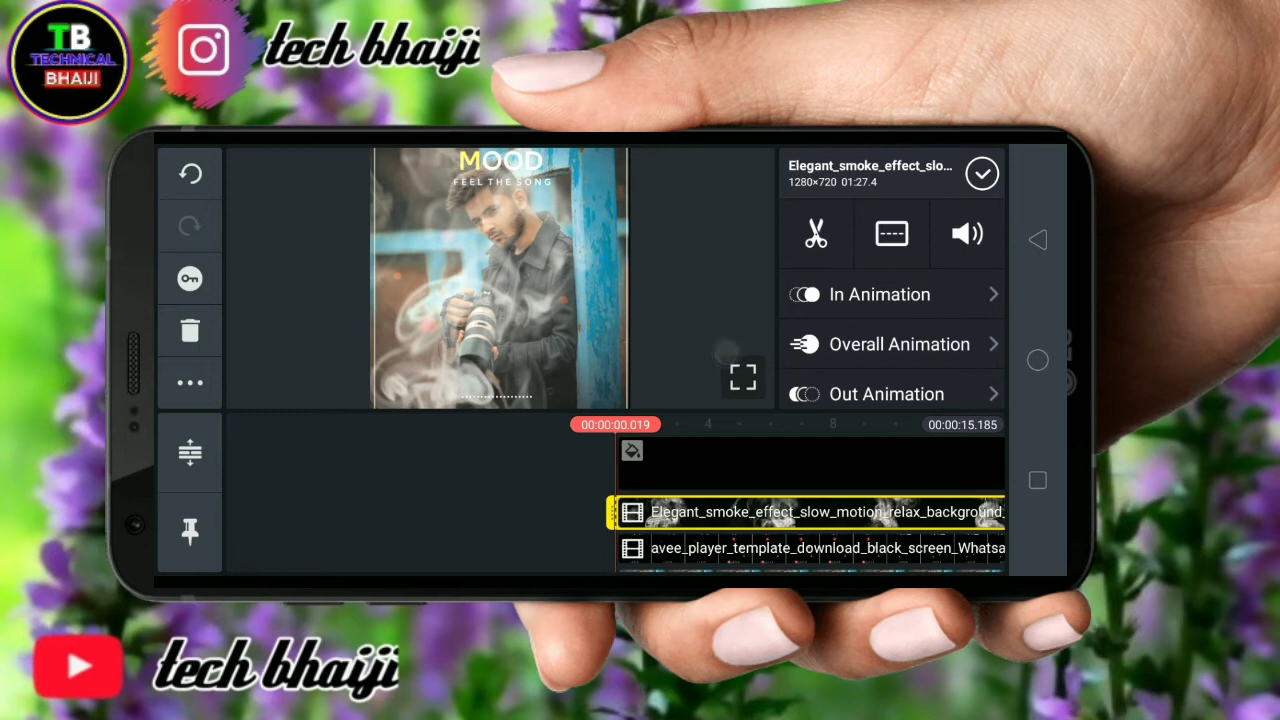 TB
TECHNICAL
BHAIJI
tech bhaiji
MOOD
FEEL THE SONG
Elegant_smoke_effect_slo...
1280×720 01:27.4
In Animation
Overall Animation
Out Animation
00:00:00.019
4
8
00:00:15.185
Elegant_smoke_effect_slow_motion_relax_background_
avee_player_template_download_black_screen_Whatsa
tech bhaiji